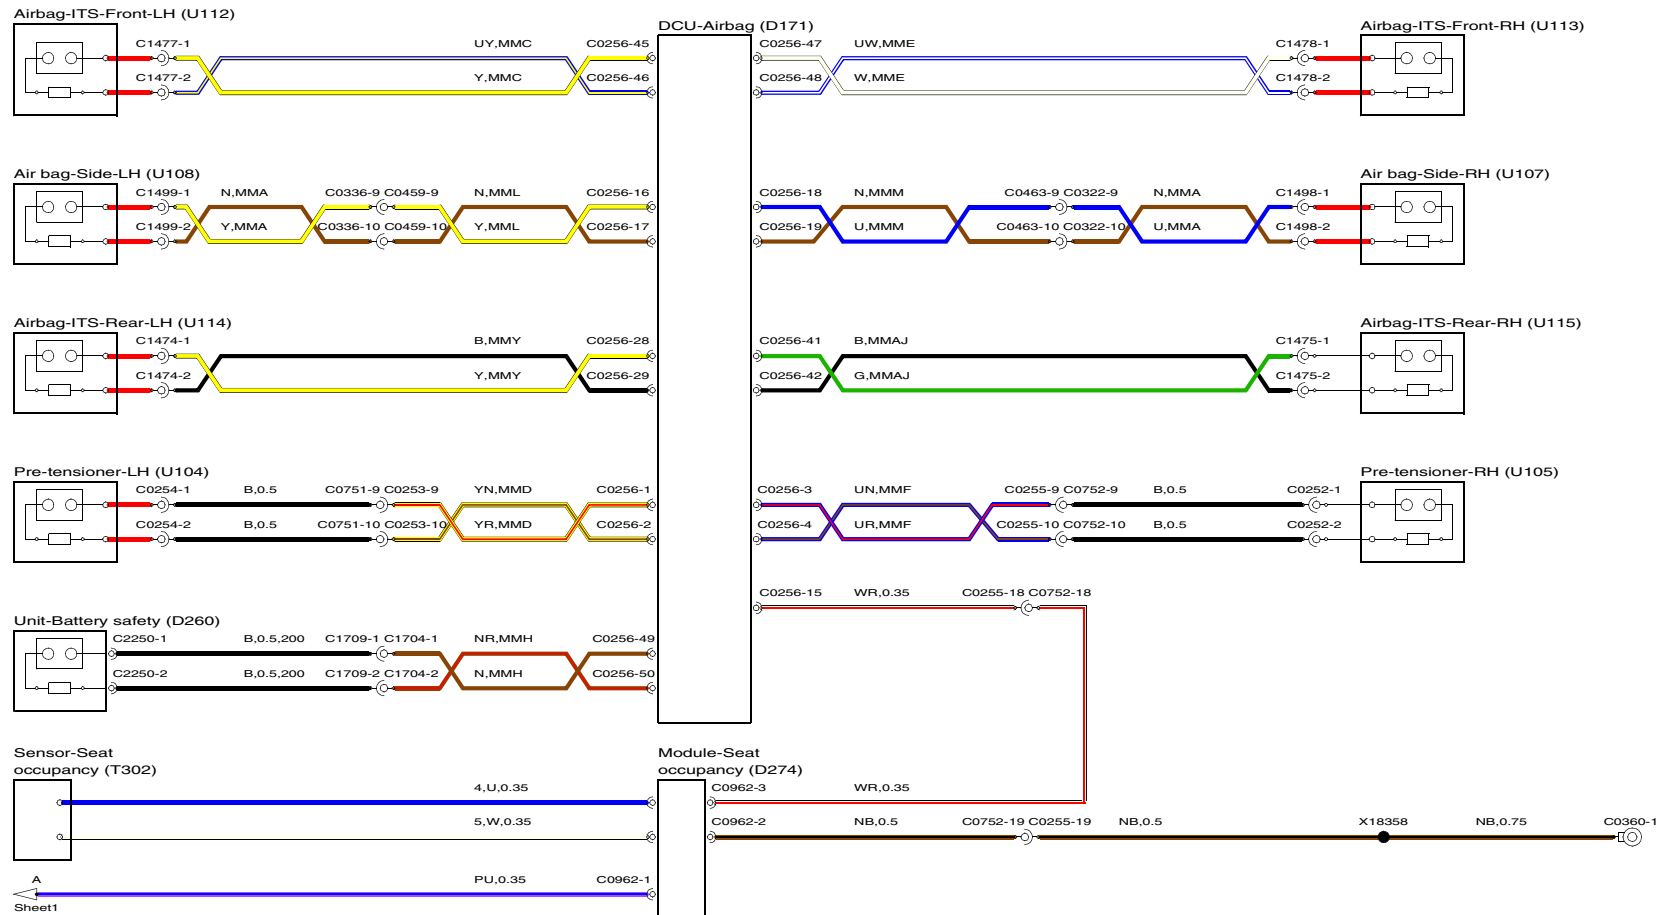 Airbag-ITS-Front-LH (U112)
DCU-Airbag (D171)
Airbag-ITS-Front-RH (U113)
C1477-1
UY,MMC
C0256-45
C0256-47
UW,MME
C1478-1
C1477-2
Y,MMC
C0256-46
C0256-48
W,MME
C1478-2
Air bag-Side-LH (U108)
Air bag-Side-RH (U107)
C1499-1
N,MMA
C0336-9 C0459-9
N,MML
C0256-16
C0256-18
N,MMM
C0463-9 C0322-9
N,MMA
C1498-1
C1499-2
Y,MMA
C0336-10 C0459-10
Y,MML
C0256-17
C0256-19
U,MMM
C0463-10 C0322-10
U,MMA
C1498-2
Airbag-ITS-Rear-LH (U114)
Airbag-ITS-Rear-RH (U115)
C1474-1
B,MMY
C0256-28
C0256-41
B,MMAJ
C1475-1
C1474-2
Y,MMY
C0256-29
C0256-42
G,MMAJ
C1475-2
Pre-tensioner-LH (U104)
Pre-tensioner-RH (U105)
C0254-1
B,0.5
C0751-9 C0253-9
YN,MMD
C0256-1
C0256-3
UN,MMF
C0255-9 C0752-9
B,0.5
C0252-1
C0254-2
B,0.5
C0751-10 C0253-10
YR,MMD
C0256-2
C0256-4
UR,MMF
C0255-10 C0752-10
B,0.5
C0252-2
C0256-15
WR,0.35
C0255-18 C0752-18
Unit-Battery safety (D260)
C2250-1
B,0.5,200
C1709-1 C1704-1
NR,MMH
C0256-49
C2250-2
B,0.5,200
C1709-2 C1704-2
N,MMH
C0256-50
Sensor-Seat
occupancy (T302)
Module-Seat
occupancy (D274)
4,U,0.35
C0962-3
WR,0.35
5,W,0.35
C0962-2
NB,0.5
C0752-19 C0255-19
NB,0.5
X18358
NB,0.75
C0360-1
A
PU,0.35
C0962-1
Sheet1